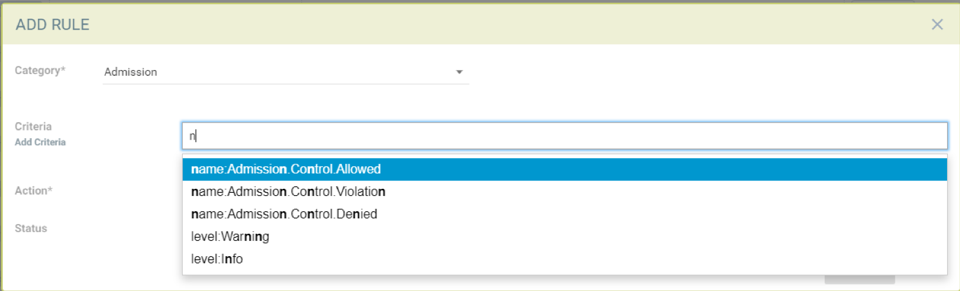 ADD RULE
Category*
Admission
Criteria
Add Criteria
n
name:Admission.Control.Allowed
name:Admission.Control.Violation
name:Admission.Control.Denied
level:Warning
level:Info
Action*
Status